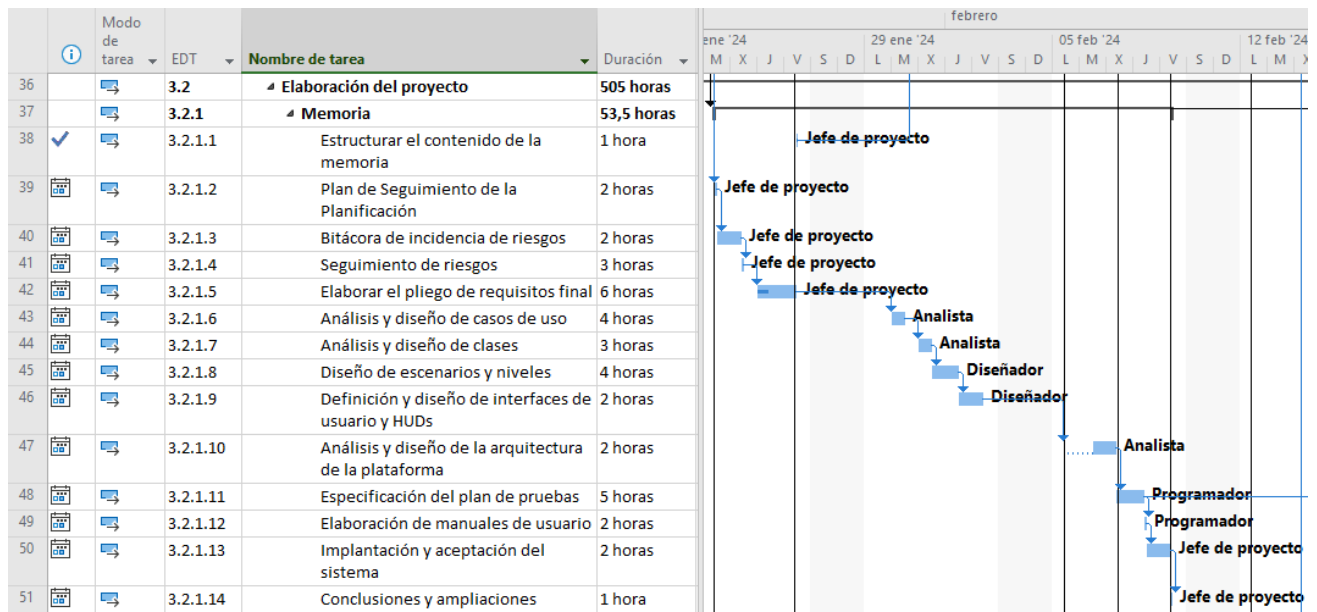 Modo
de
tarea
EDT
Nombre de tarea
Duración
febrero
ene '24
29 ene '24
05 feb '24
12 feb '24
M X J V S D L M X J V S D L M X J V S D L M X
36 3.2 Elaboración del proyecto 505 horas
37 3.2.1 Memoria 53,5 horas
38 3.2.1.1 Estructurar el contenido de la 1 hora Jefe de proyecto
memoria
39 3.2.1.2 Plan de Seguimiento de la 2 horas Jefe de proyecto
Planificación
40 3.2.1.3 Bitácora de incidencia de riesgos 2 horas Jefe de proyecto
41 3.2.1.4 Seguimiento de riesgos 3 horas Jefe de proyecto
42 3.2.1.5 Elaborar el pliego de requisitos final 6 horas Jefe de proyecto
43 3.2.1.6 Análisis y diseño de casos de uso 4 horas Analista
44 3.2.1.7 Análisis y diseño de clases 3 horas Analista
45 3.2.1.8 Diseño de escenarios y niveles 4 horas Diseñador
46 3.2.1.9 Definición y diseño de interfaces de 2 horas Diseñador
usuario y HUDs
47 3.2.1.10 Análisis y diseño de la arquitectura 2 horas Analista
de la plataforma
48 3.2.1.11 Especificación del plan de pruebas 5 horas Programador
49 3.2.1.12 Elaboración de manuales de usuario 2 horas Programador
50 3.2.1.13 Implantación y aceptación del 2 horas Jefe de proyecto
sistema
51 3.2.1.14 Conclusiones y ampliaciones 1 hora Jefe de proyecto